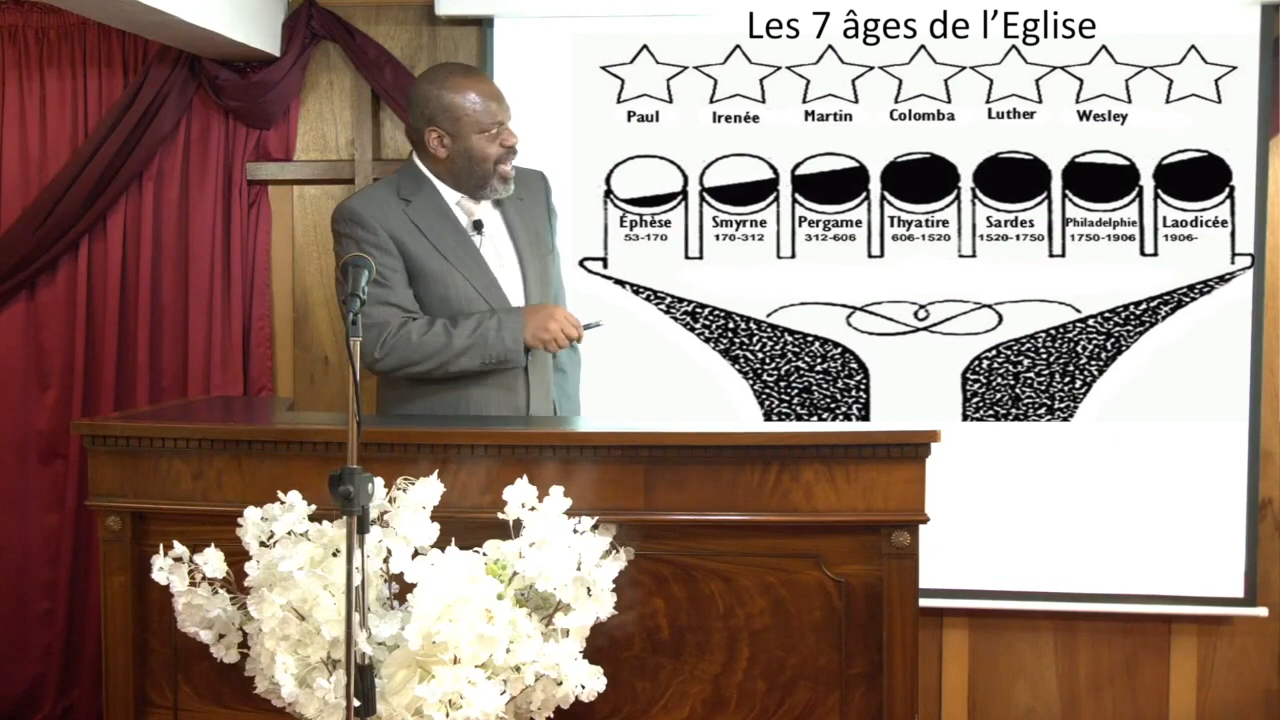 Les 7 âges de l’Eglise
Paul Irenée Martin Colomba Luther Wesley
Éphèse Smyrne Pergame Thyatire Sardes Philadelphie Laodicée
53-170 170-312 312-606 606-1520 1520-1750 1750-1906 1906-